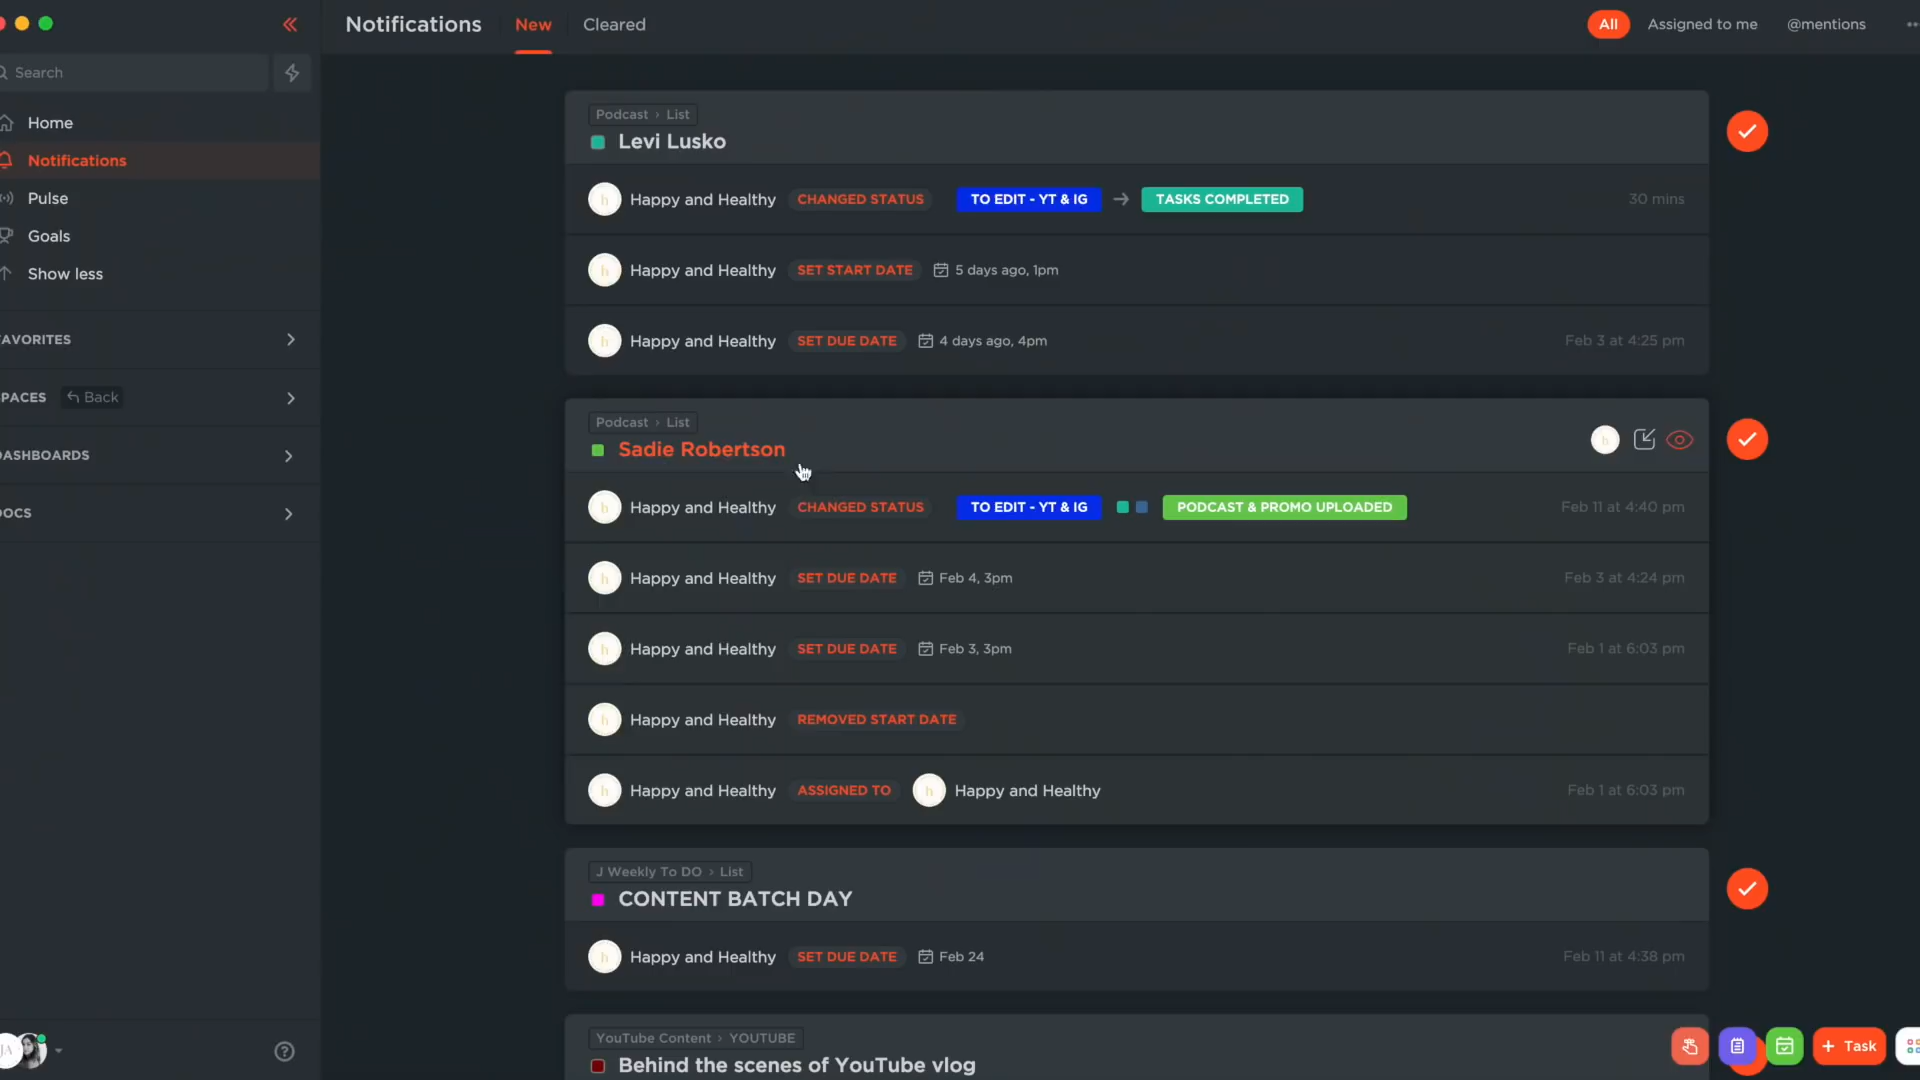 Notifications New Cleared All Assigned to me @mentions
Search
Home
Notifications
Pulse
Goals
Show less
AVORITES
PACES Back
DASHBOARDS
DOCS
JA
Podcast › List
Levi Lusko
h Happy and Healthy CHANGED STATUS TO EDIT - YT & IG → TASKS COMPLETED 30 mins
h Happy and Healthy SET START DATE 5 days ago, 1pm
h Happy and Healthy SET DUE DATE 4 days ago, 4pm Feb 3 at 4:25 pm
Podcast › List
Sadie Robertson h
h Happy and Healthy CHANGED STATUS TO EDIT - YT & IG PODCAST & PROMO UPLOADED Feb 11 at 4:40 pm
h Happy and Healthy SET DUE DATE Feb 4, 3pm Feb 3 at 4:24 pm
h Happy and Healthy SET DUE DATE Feb 3, 3pm Feb 1 at 6:03 pm
h Happy and Healthy REMOVED START DATE
h Happy and Healthy ASSIGNED TO h Happy and Healthy Feb 1 at 6:03 pm
J Weekly To DO › List
CONTENT BATCH DAY
h Happy and Healthy SET DUE DATE Feb 24 Feb 11 at 4:38 pm
YouTube Content › YOUTUBE
Behind the scenes of YouTube vlog
+ Task